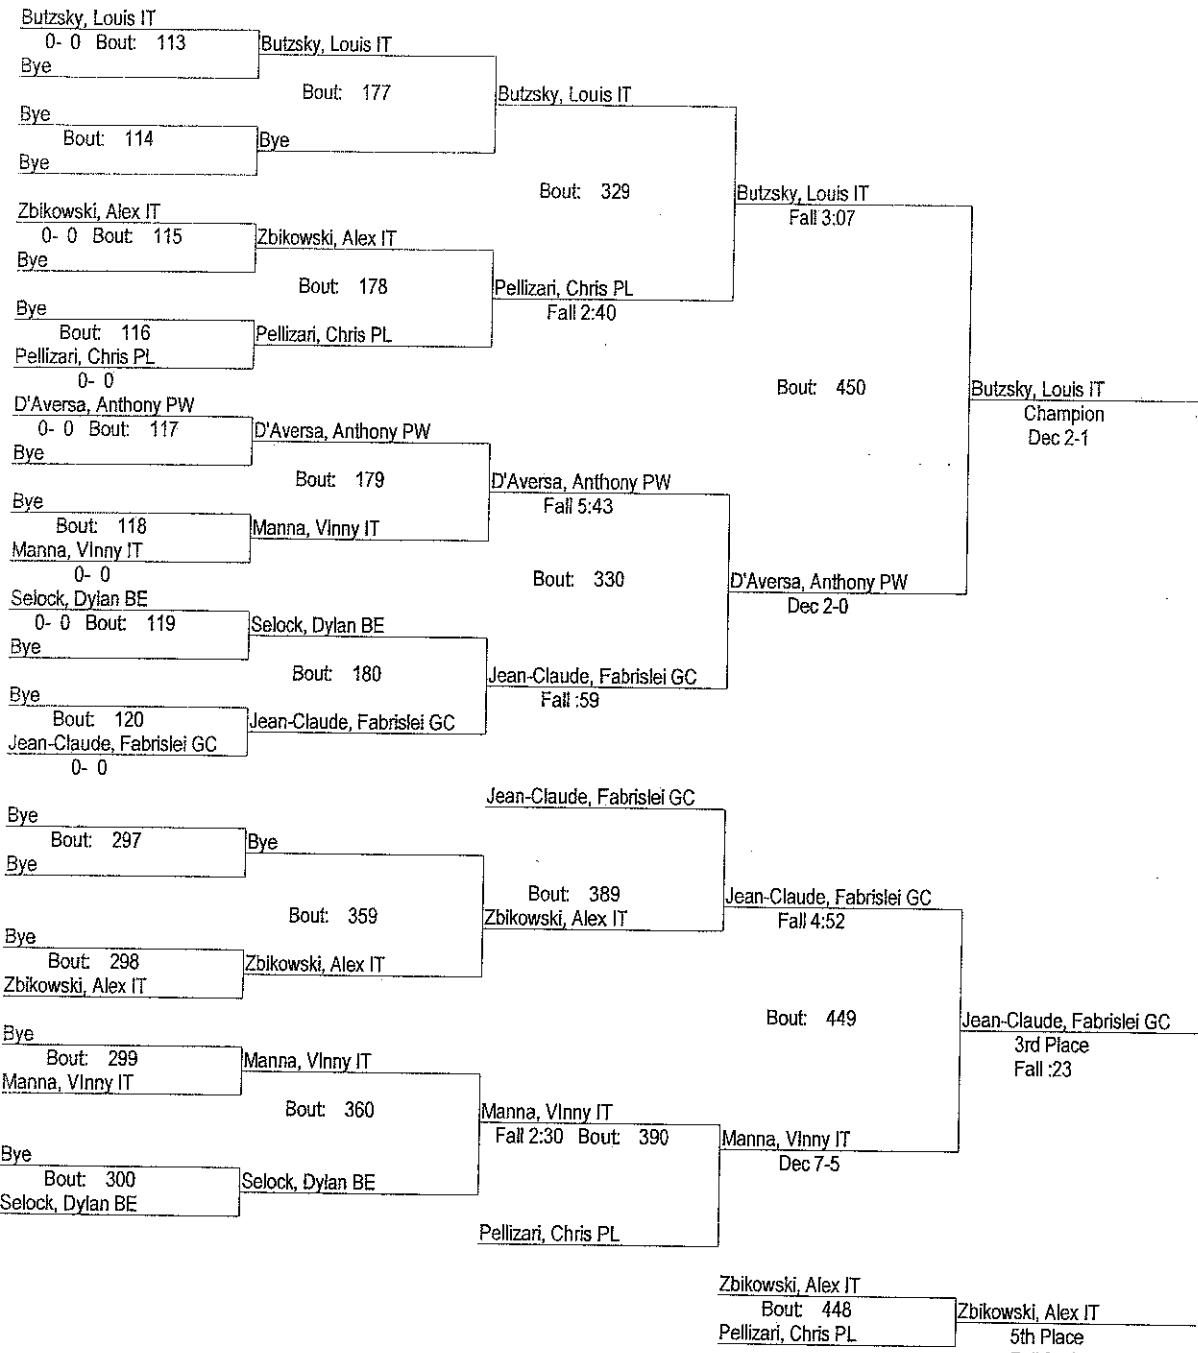 Butzsky, Louis IT
0- 0 Bout: 113
Bye
Butzsky, Louis IT
Bout: 177
Bye
Bout: 114
Bye
Bye
Butzsky, Louis IT
Bout: 329
Zbikowski, Alex IT
0- 0 Bout: 115
Bye
Zbikowski, Alex IT
Bout: 178
Bye
Bout: 116
Pellizari, Chris PL
0- 0
Pellizari, Chris PL
Pellizari, Chris PL
Fall 2:40
Butzsky, Louis IT
Fall 3:07
Bout: 450
D'Aversa, Anthony PW
0- 0 Bout: 117
Bye
D'Aversa, Anthony PW
Bout: 179
Bye
Bout: 118
Manna, VInny IT
0- 0
Manna, VInny IT
D'Aversa, Anthony PW
Fall 5:43
Bout: 330
Selock, Dylan BE
0- 0 Bout: 119
Bye
Selock, Dylan BE
Bout: 180
Bye
Bout: 120
Jean-Claude, Fabrislei GC
0- 0
Jean-Claude, Fabrislei GC
Jean-Claude, Fabrislei GC
Fall :59
D'Aversa, Anthony PW
Dec 2-0
Butzsky, Louis IT
Champion
Dec 2-1
Jean-Claude, Fabrislei GC
Bye
Bout: 297
Bye
Bye
Bout: 359
Bye
Bout: 298
Zbikowski, Alex IT
Zbikowski, Alex IT
Bout: 389
Zbikowski, Alex IT
Jean-Claude, Fabrislei GC
Fall 4:52
Bout: 449
Bye
Bout: 299
Manna, VInny IT
Manna, VInny IT
Bout: 360
Bye
Bout: 300
Selock, Dylan BE
Selock, Dylan BE
Manna, VInny IT
Fall 2:30 Bout: 390
Pellizari, Chris PL
Manna, VInny IT
Dec 7-5
Jean-Claude, Fabrislei GC
3rd Place
Fall :23
Zbikowski, Alex IT
Bout: 448
Pellizari, Chris PL
Zbikowski, Alex IT
5th Place